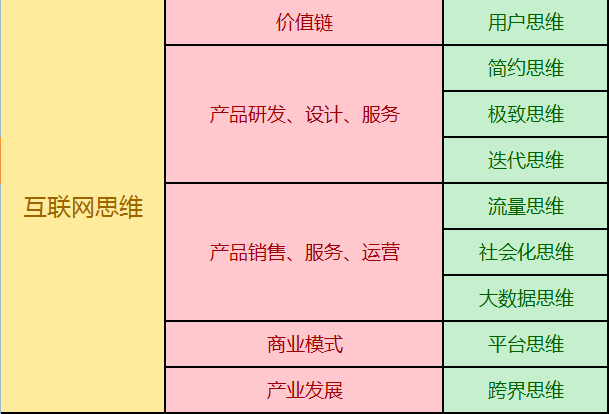 互联网思维
价值链
用户思维
产品研发、设计、服务
简约思维
极致思维
迭代思维
产品销售、服务、运营
流量思维
社会化思维
大数据思维
商业模式
平台思维
产业发展
跨界思维